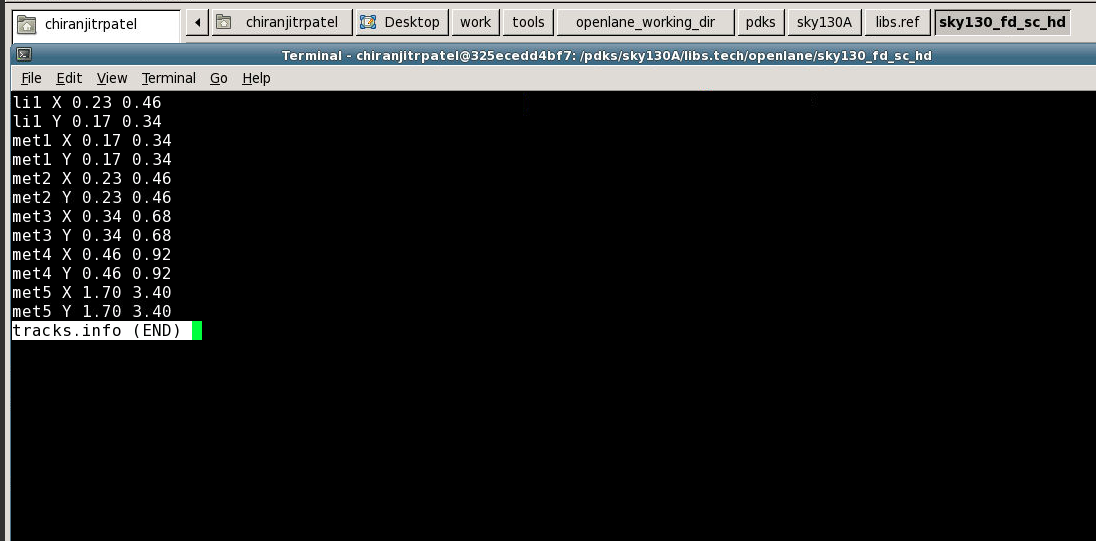 chiranjitrpatel
chiranjitrpatel Desktop work tools openlane_working_dir pdks sky130A libs.ref sky130_fd_sc_hd
Terminal - chiranjitrpatel@325ecedd4bf7: /pdks/sky130A/libs.tech/openlane/sky130_fd_sc_hd
File Edit View Terminal Go Help
li1 X 0.23 0.46
li1 Y 0.17 0.34
met1 X 0.17 0.34
met1 Y 0.17 0.34
met2 X 0.23 0.46
met2 Y 0.23 0.46
met3 X 0.34 0.68
met3 Y 0.34 0.68
met4 X 0.46 0.92
met4 Y 0.46 0.92
met5 X 1.70 3.40
met5 Y 1.70 3.40
tracks.info (END)